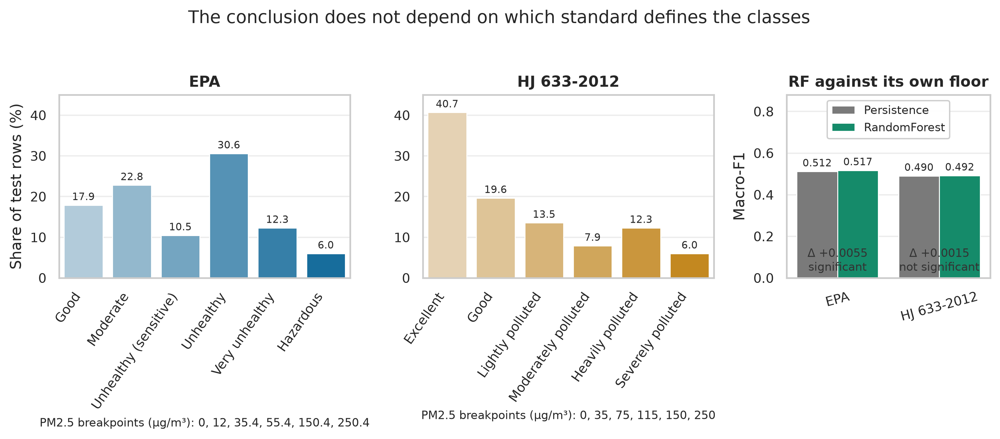 The conclusion does not depend on which standard defines the classes
EPA
Share of test rows (%)
40
30
20
10
0
17.9
22.8
10.5
30.6
12.3
6.0
Good
Moderate
Unhealthy (sensitive)
Unhealthy
Very unhealthy
Hazardous
PM2.5 breakpoints (µg/m³): 0, 12, 35.4, 55.4, 150.4, 250.4
HJ 633-2012
40
30
20
10
0
40.7
19.6
13.5
7.9
12.3
6.0
Excellent
Good
Lightly polluted
Moderately polluted
Heavily polluted
Severely polluted
PM2.5 breakpoints (µg/m³): 0, 35, 75, 115, 150, 250
RF against its own floor
Macro-F1
0.8
0.6
0.4
0.2
0.0
Persistence
RandomForest
0.512
0.517
0.490
0.492
Δ +0.0055
significant
Δ +0.0015
not significant
EPA
HJ 633-2012